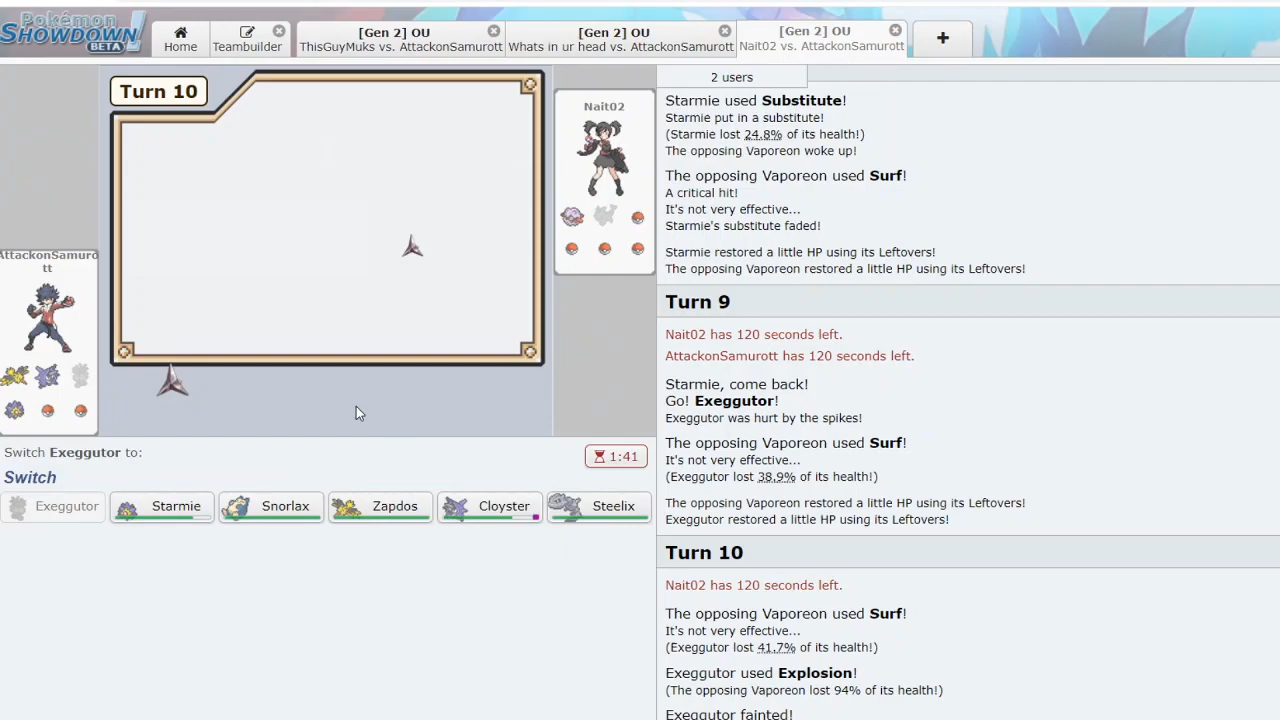 Pokémon
SHOWDOWN!
BETA
Home
Teambuilder
[Gen 2] OU
ThisGuyMuks vs. AttackonSamurott
[Gen 2] OU
Whats in ur head vs. AttackonSamurott
[Gen 2] OU
Nait02 vs. AttackonSamurott
+
Turn 10
Nait02
AttackonSamuro
tt
Switch Exeggutor to:
1:41
Switch
Exeggutor
Starmie
Snorlax
Zapdos
Cloyster
Steelix
2 users
Starmie used Substitute!
Starmie put in a substitute!
(Starmie lost 24.8% of its health!)
The opposing Vaporeon woke up!
The opposing Vaporeon used Surf!
A critical hit!
It's not very effective...
Starmie's substitute faded!
Starmie restored a little HP using its Leftovers!
The opposing Vaporeon restored a little HP using its Leftovers!
Turn 9
Nait02 has 120 seconds left.
AttackonSamurott has 120 seconds left.
Starmie, come back!
Go! Exeggutor!
Exeggutor was hurt by the spikes!
The opposing Vaporeon used Surf!
It's not very effective...
(Exeggutor lost 38.9% of its health!)
The opposing Vaporeon restored a little HP using its Leftovers!
Exeggutor restored a little HP using its Leftovers!
Turn 10
Nait02 has 120 seconds left.
The opposing Vaporeon used Surf!
It's not very effective...
(Exeggutor lost 41.7% of its health!)
Exeggutor used Explosion!
(The opposing Vaporeon lost 94% of its health!)
Exeggutor fainted!